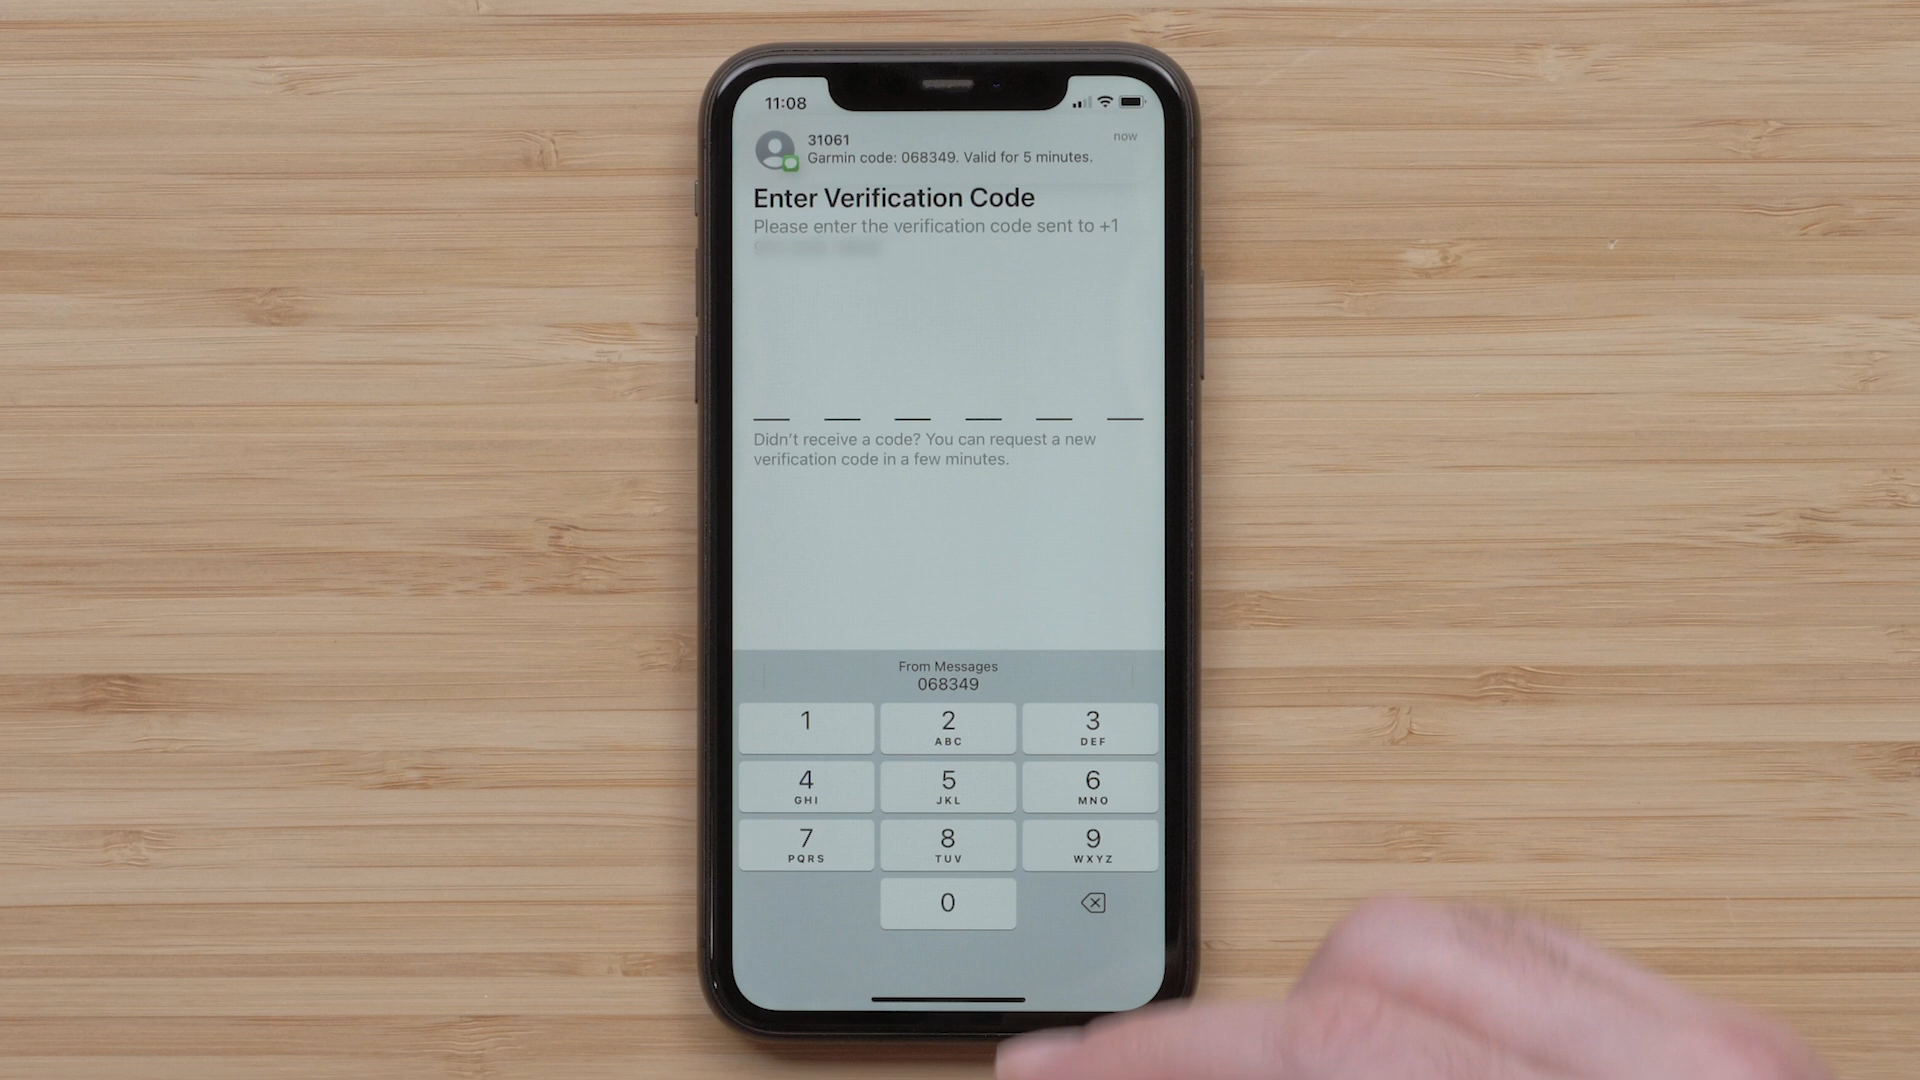 11:08
31061
now
Garmin code: 068349. Valid for 5 minutes.
Enter Verification Code
Please enter the verification code sent to +1
Didn't receive a code? You can request a new
verification code in a few minutes.
From Messages
068349
1
2
3
ABC
DEF
4
5
6
GHI
JKL
MNO
7
8
9
PQRS
TUV
WXYZ
0